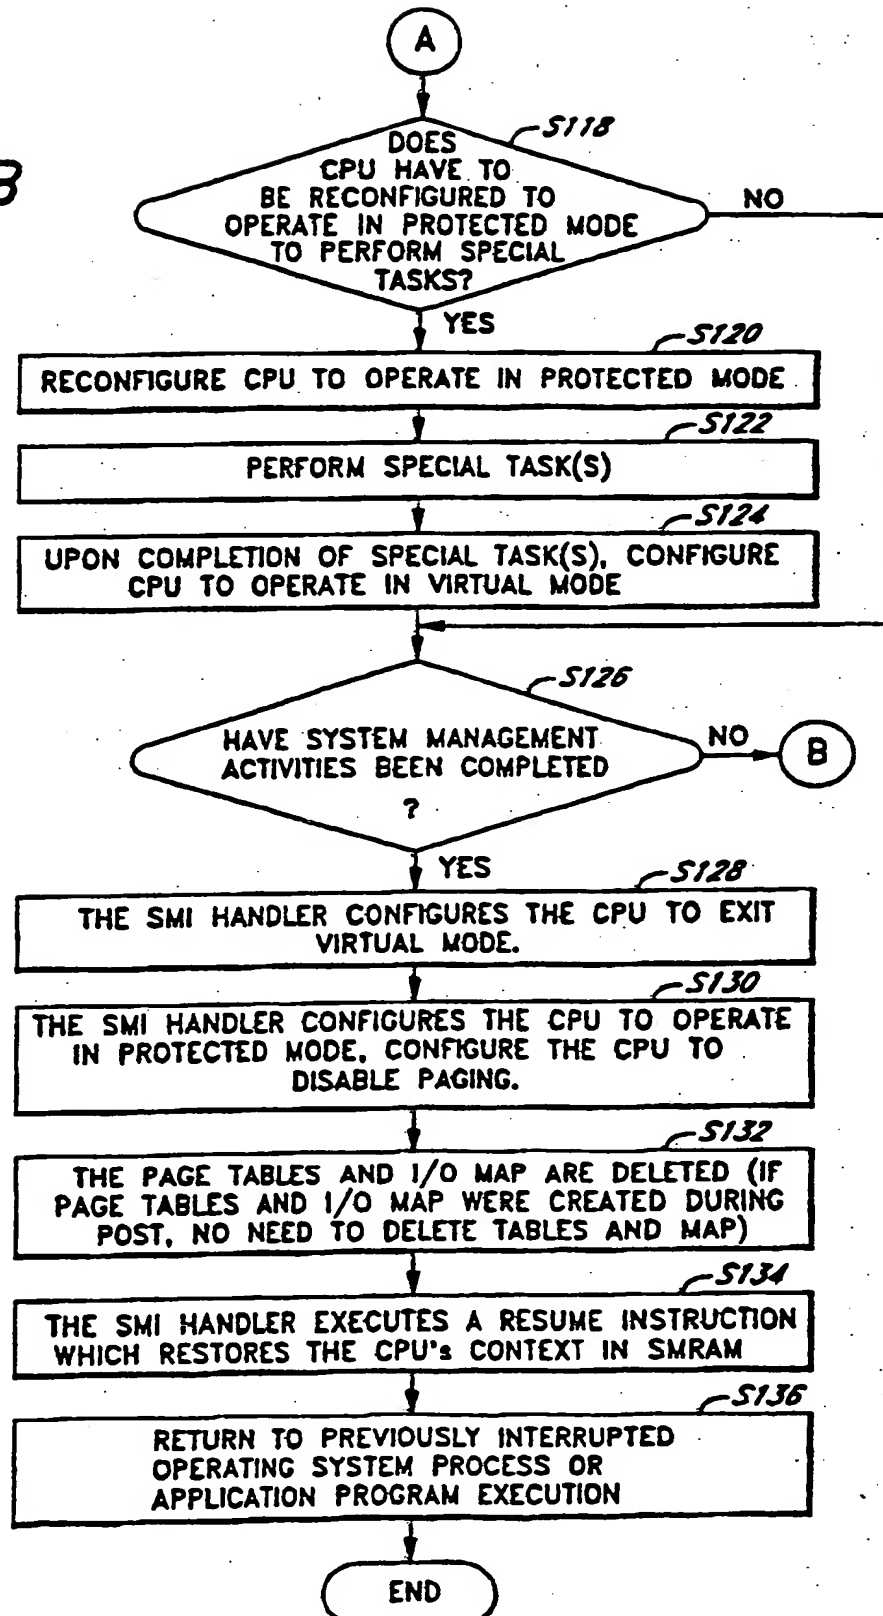 A
S118
DOES
CPU HAVE TO
BE RECONFIGURED TO
OPERATE IN PROTECTED MODE
TO PERFORM SPECIAL
TASKS?
NO
B
YES
S120
RECONFIGURE CPU TO OPERATE IN PROTECTED MODE
S122
PERFORM SPECIAL TASK(S)
S124
UPON COMPLETION OF SPECIAL TASK(S), CONFIGURE
CPU TO OPERATE IN VIRTUAL MODE
S126
HAVE SYSTEM MANAGEMENT
ACTIVITIES BEEN COMPLETED
?
NO
B
YES
S128
THE SMI HANDLER CONFIGURES THE CPU TO EXIT
VIRTUAL MODE.
S130
THE SMI HANDLER CONFIGURES THE CPU TO OPERATE
IN PROTECTED MODE, CONFIGURE THE CPU TO
DISABLE PAGING.
S132
THE PAGE TABLES AND I/O MAP ARE DELETED (IF
PAGE TABLES AND I/O MAP WERE CREATED DURING
POST, NO NEED TO DELETE TABLES AND MAP)
S134
THE SMI HANDLER EXECUTES A RESUME INSTRUCTION
WHICH RESTORES THE CPU's CONTEXT IN SMRAM
S136
RETURN TO PREVIOUSLY INTERRUPTED
OPERATING SYSTEM PROCESS OR
APPLICATION PROGRAM EXECUTION
END